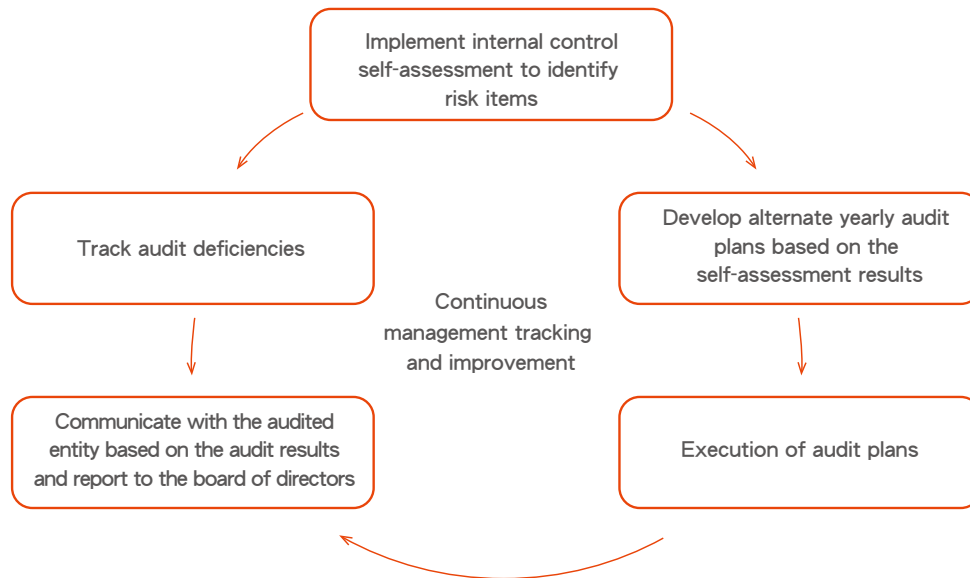 Implement internal control
self-assessment to identify
risk items
Track audit deficiencies
Develop alternate yearly audit
plans based on the
self-assessment results
Continuous
management tracking
and improvement
Communicate with the audited
entity based on the audit results
and report to the board of directors
Execution of audit plans